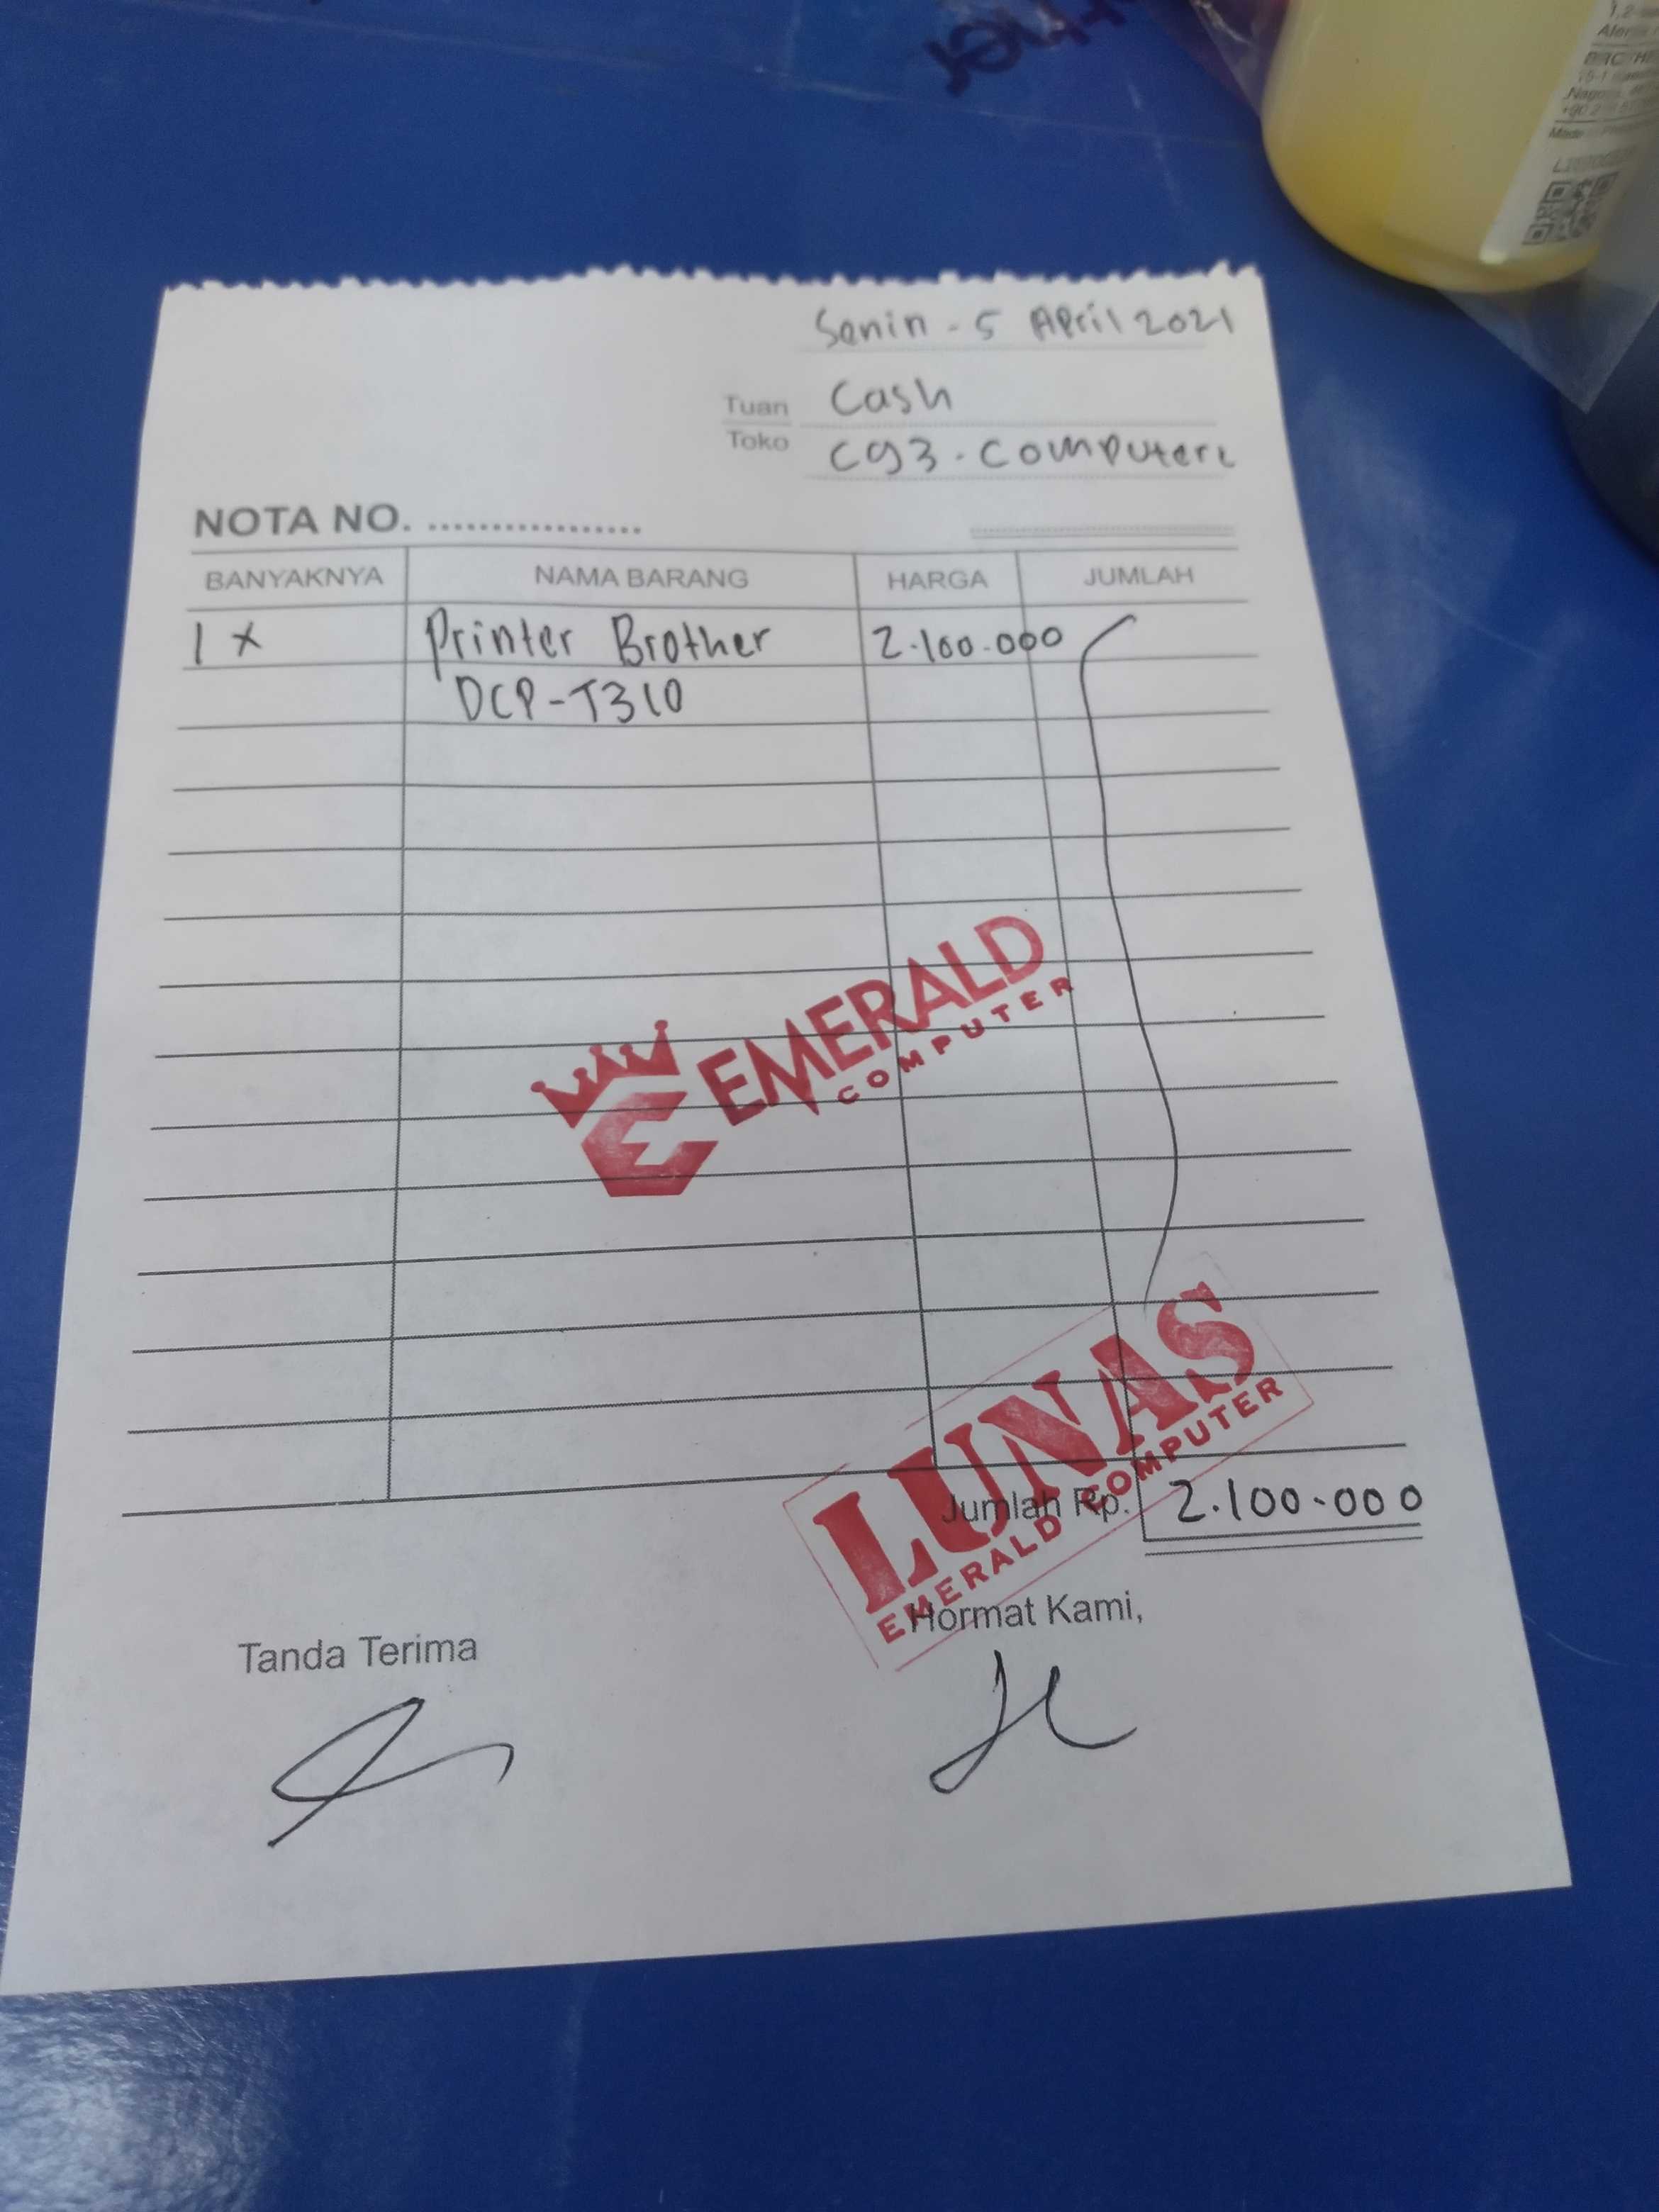 Senin - 5 April 2021
Tuan Cash
Toko cg3. Computere
NOTA NO. .................
BANYAKNYA NAMA BARANG HARGA JUMLAH
1 x Printer Brother 2.100.000
DCP-T310
EMERALD
COMPUTER
LUNAS
EMERALD COMPUTER
Jumlah Rp. 2.100.000
Tanda Terima Hormat Kami,